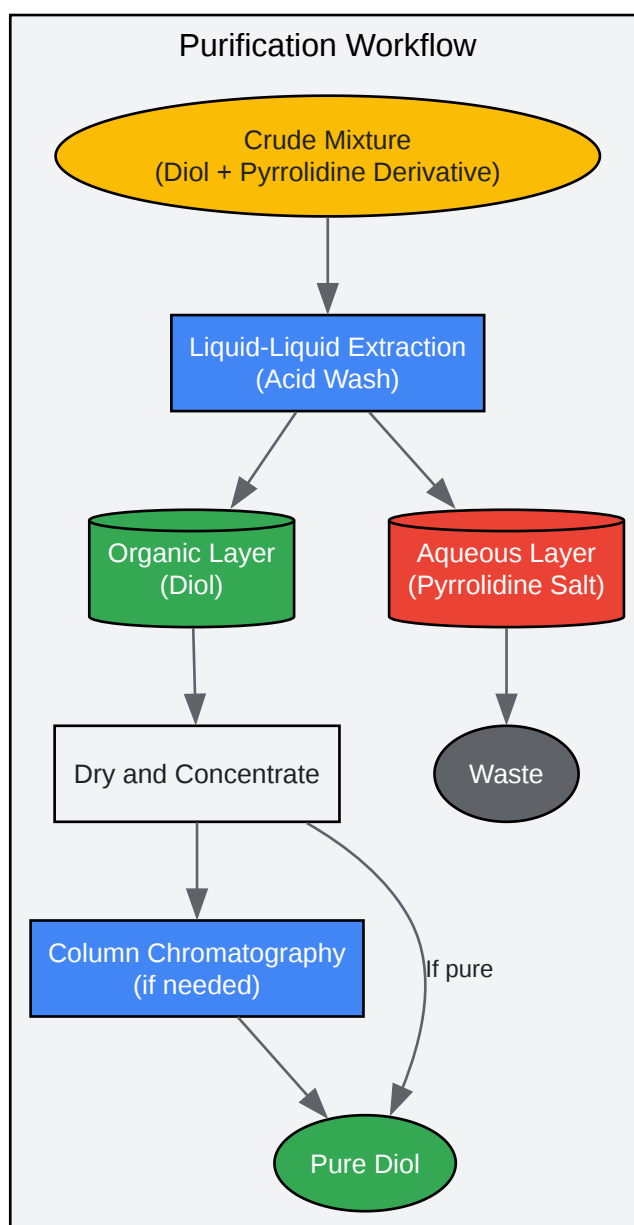 Purification Workflow
Crude Mixture
(Diol + Pyrrolidine Derivative)
Liquid-Liquid Extraction
(Acid Wash)
Organic Layer
(Diol)
Aqueous Layer
(Pyrrolidine Salt)
Dry and Concentrate
Waste
Column Chromatography
(if needed)
If pure
Pure Diol